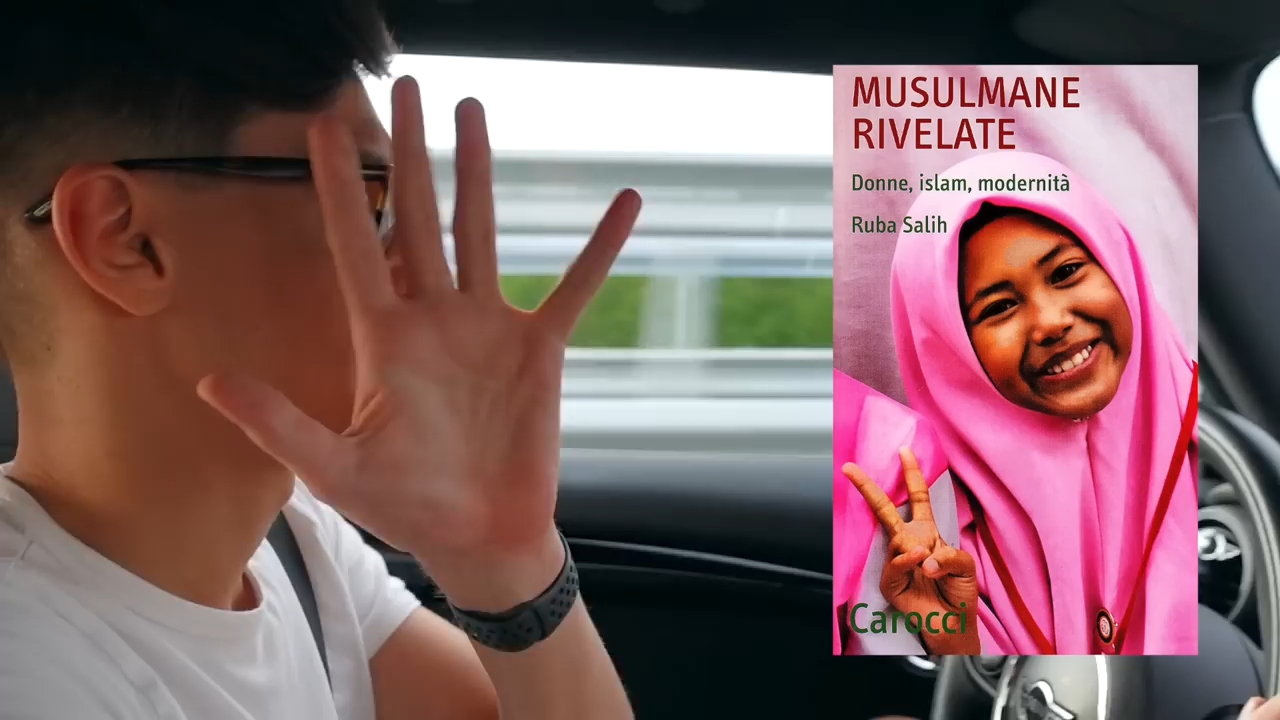 MUSULMANE
RIVELATE
Donne, islam, modernità
Ruba Salih
Carocci